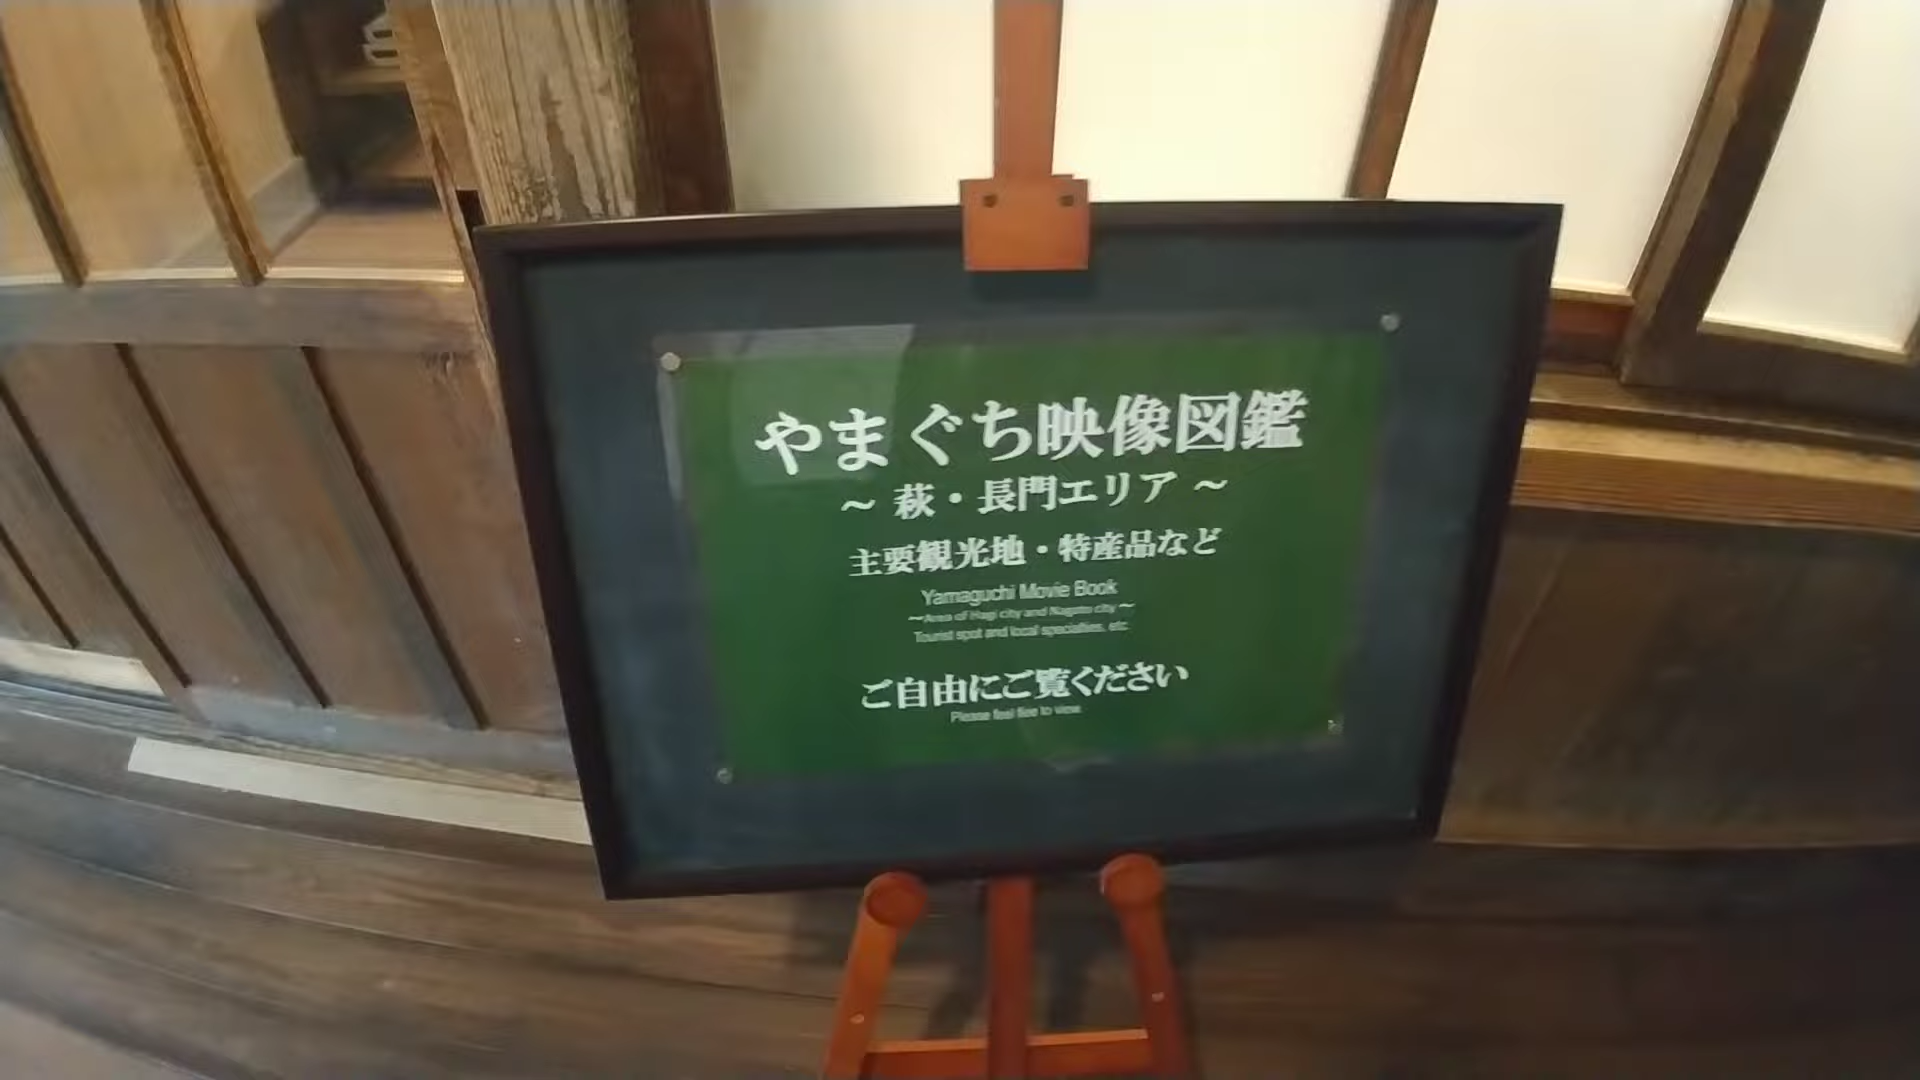 やまぐち映像図鑑
～ 萩・長門エリア ～
主要観光地・特産品など
Yamaguchi Movie Book
～Area of Hagi city and Nagato city～
Tourist spot and local specialties, etc
ご自由にご覧ください
Please feel free to view